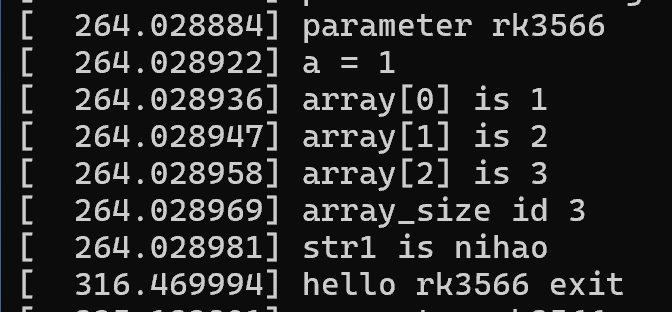 [  264.028884] parameter rk3566
[  264.028922] a = 1
[  264.028936] array[0] is 1
[  264.028947] array[1] is 2
[  264.028958] array[2] is 3
[  264.028969] array_size id 3
[  264.028981] str1 is nihao
[  316.469994] hello rk3566 exit